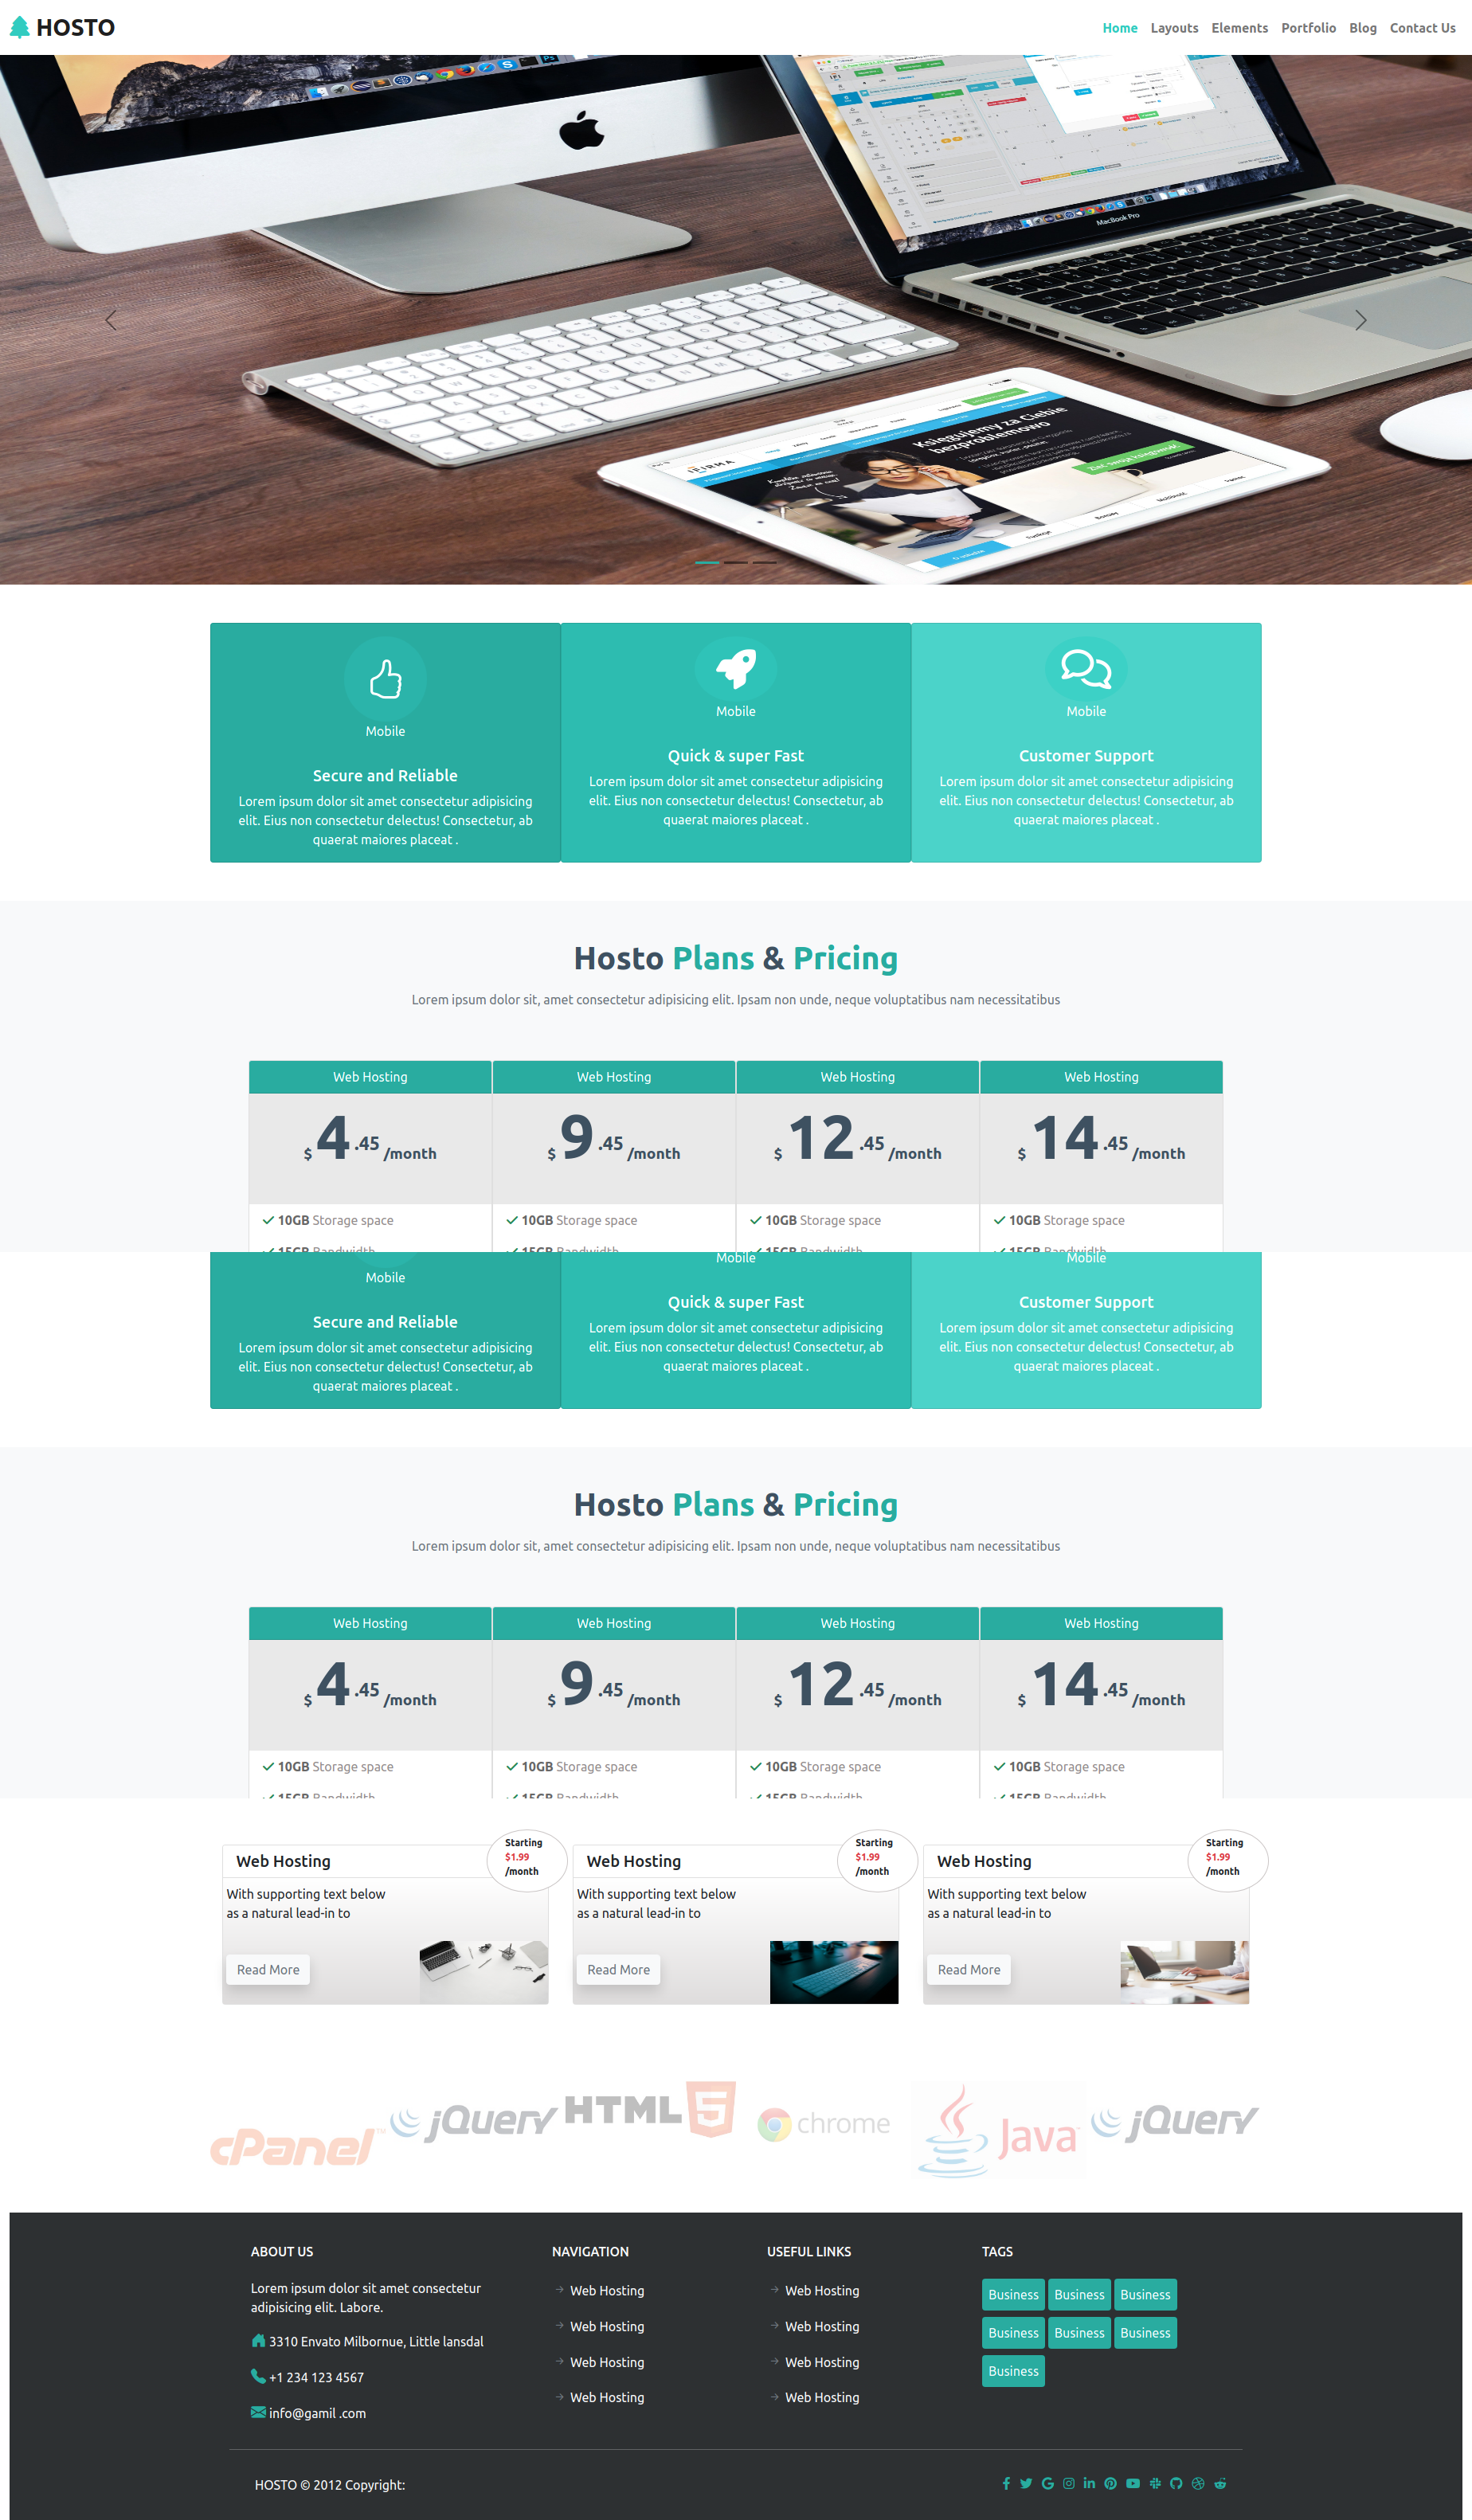 HOSTO
Home Layouts Elements Portfolio Blog Contact Us
MacBook Pro
Księgujemy za Ciebie
bezproblemowo
IFIRMA
Mobile
Secure and Reliable
Lorem ipsum dolor sit amet consectetur adipisicing
elit. Eius non consectetur delectus! Consectetur, ab
quaerat maiores placeat .
Mobile
Quick & super Fast
Lorem ipsum dolor sit amet consectetur adipisicing
elit. Eius non consectetur delectus! Consectetur, ab
quaerat maiores placeat .
Mobile
Customer Support
Lorem ipsum dolor sit amet consectetur adipisicing
elit. Eius non consectetur delectus! Consectetur, ab
quaerat maiores placeat .
Hosto Plans & Pricing
Lorem ipsum dolor sit, amet consectetur adipisicing elit. Ipsam non unde, neque voluptatibus nam necessitatibus
Web Hosting
$ 4 .45 /month
10GB Storage space
15GB Bandwidth
Web Hosting
$ 9 .45 /month
10GB Storage space
15GB Bandwidth
Web Hosting
$ 12 .45 /month
10GB Storage space
15GB Bandwidth
Web Hosting
$ 14 .45 /month
10GB Storage space
15GB Bandwidth
Mobile
Secure and Reliable
Lorem ipsum dolor sit amet consectetur adipisicing
elit. Eius non consectetur delectus! Consectetur, ab
quaerat maiores placeat .
Mobile
Quick & super Fast
Lorem ipsum dolor sit amet consectetur adipisicing
elit. Eius non consectetur delectus! Consectetur, ab
quaerat maiores placeat .
Mobile
Customer Support
Lorem ipsum dolor sit amet consectetur adipisicing
elit. Eius non consectetur delectus! Consectetur, ab
quaerat maiores placeat .
Hosto Plans & Pricing
Lorem ipsum dolor sit, amet consectetur adipisicing elit. Ipsam non unde, neque voluptatibus nam necessitatibus
Web Hosting
$ 4 .45 /month
10GB Storage space
15GB Bandwidth
Web Hosting
$ 9 .45 /month
10GB Storage space
15GB Bandwidth
Web Hosting
$ 12 .45 /month
10GB Storage space
15GB Bandwidth
Web Hosting
$ 14 .45 /month
10GB Storage space
15GB Bandwidth
Web Hosting
Starting
$1.99
/month
With supporting text below
as a natural lead-in to
Read More
Web Hosting
Starting
$1.99
/month
With supporting text below
as a natural lead-in to
Read More
Web Hosting
Starting
$1.99
/month
With supporting text below
as a natural lead-in to
Read More
cPanel
jQuery
HTML 5
chrome
Java
jQuery
ABOUT US
Lorem ipsum dolor sit amet consectetur
adipisicing elit. Labore.
3310 Envato Milbornue, Little lansdal
+1 234 123 4567
info@gamil .com
NAVIGATION
Web Hosting
Web Hosting
Web Hosting
Web Hosting
USEFUL LINKS
Web Hosting
Web Hosting
Web Hosting
Web Hosting
TAGS
Business Business Business
Business Business Business
Business
HOSTO © 2012 Copyright: